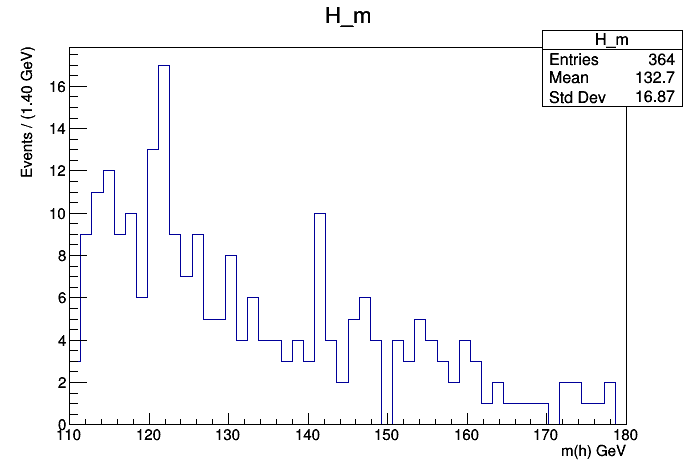 H_m
H_m
Entries 364
Mean 132.7
Std Dev 16.87
Events / (1.40 GeV)
16
14
12
10
8
6
4
2
0
110 120 130 140 150 160 170 180
m(h) GeV